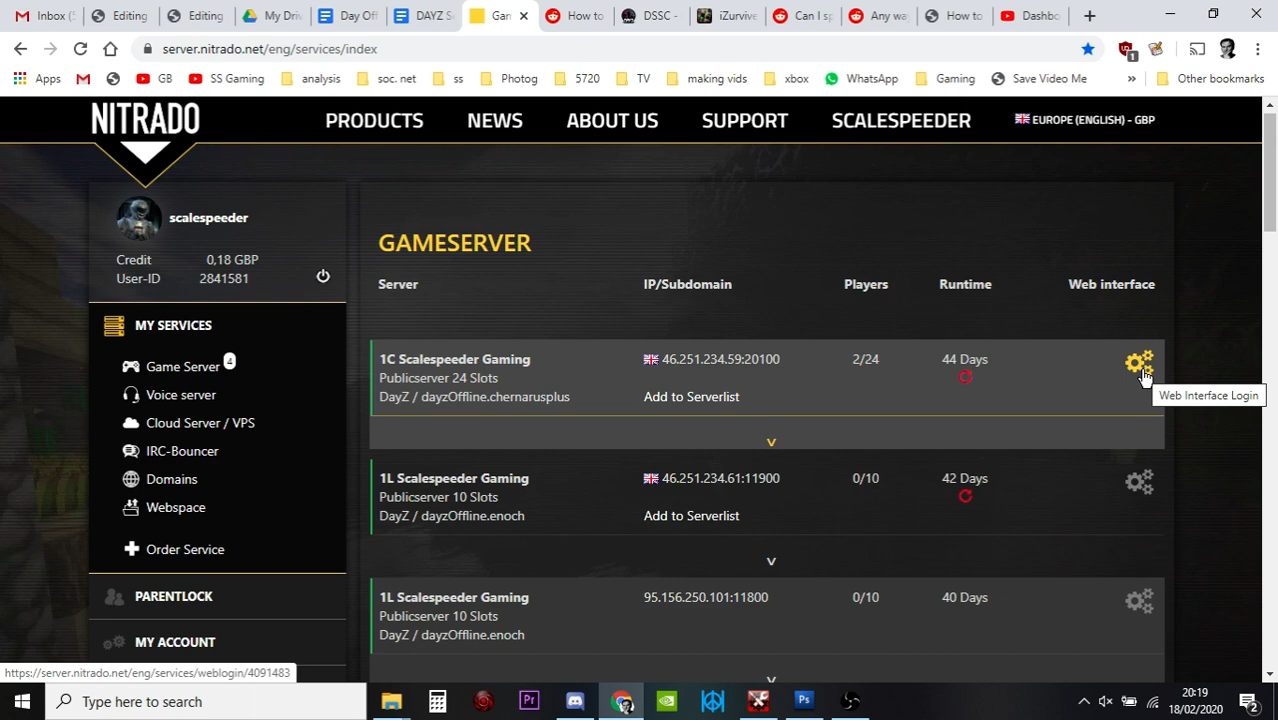 Inbox (5
Editing
Editing
My Driv
Day Off
DAYZ S
Gam
How to
DSSC -
iZurvive
Can I sp
Any wa
How to
Dashbo
server.nitrado.net/eng/services/index
1
Apps
GB
SS Gaming
analysis
soc. net
ss
Photog
5720
TV
making vids
xbox
WhatsApp
Gaming
Save Video Me
»
Other bookmarks
NITRADO
PRODUCTS
NEWS
ABOUT US
SUPPORT
SCALESPEEDER
EUROPE (ENGLISH) - GBP
scalespeeder
Credit 0,18 GBP
User-ID 2841581
MY SERVICES
Game Server 4
Voice server
Cloud Server / VPS
IRC-Bouncer
Domains
Webspace
Order Service
PARENTLOCK
MY ACCOUNT
GAMESERVER
Server IP/Subdomain Players Runtime Web interface
1C Scalespeeder Gaming 46.251.234.59:20100 2/24 44 Days
Publicserver 24 Slots
DayZ / dayzOffline.chernarusplus Add to Serverlist
Web Interface Login
v
1L Scalespeeder Gaming 46.251.234.61:11900 0/10 42 Days
Publicserver 10 Slots
DayZ / dayzOffline.enoch Add to Serverlist
v
1L Scalespeeder Gaming 95.156.250.101:11800 0/10 40 Days
Publicserver 10 Slots
DayZ / dayzOffline.enoch
v
https://server.nitrado.net/eng/services/weblogin/4091483
Type here to search
Pr
Ps
20:19
18/02/2020
2